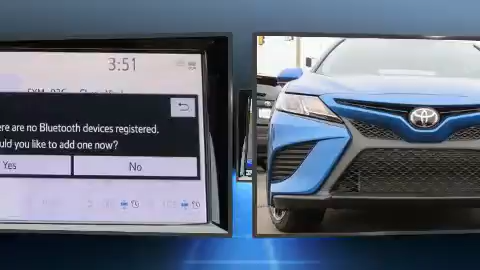 3:51
ere are no Bluetooth devices registered.
uld you like to add one now?
Yes
No